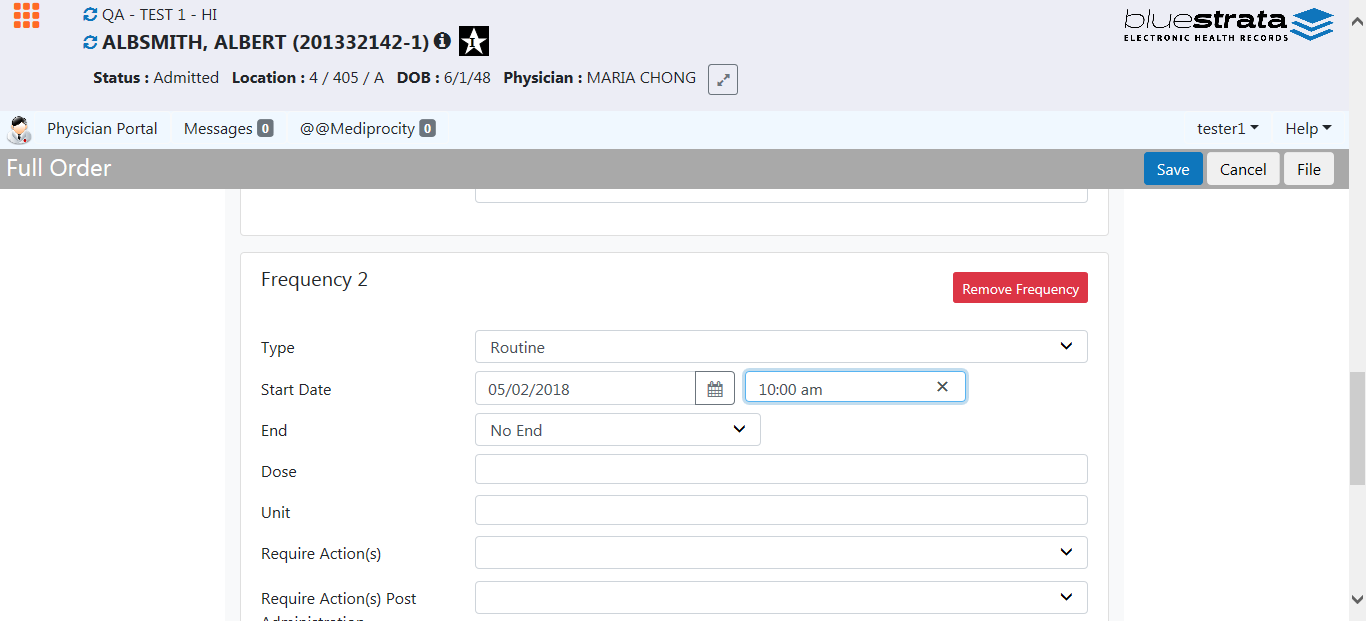 QA - TEST 1 - HI
bluestrata
ELECTRONIC HEALTH RECORDS
ALBSMITH, ALBERT (201332142-1)
1
Status : Admitted Location : 4 / 405 / A DOB : 6/1/48 Physician : MARIA CHONG
Physician Portal Messages 0 @@Mediprocity 0 tester1 Help
Full Order Save Cancel File
Frequency 2
Remove Frequency
Type Routine
Start Date 05/02/2018 10:00 am
End No End
Dose
Unit
Require Action(s)
Require Action(s) Post
Administration